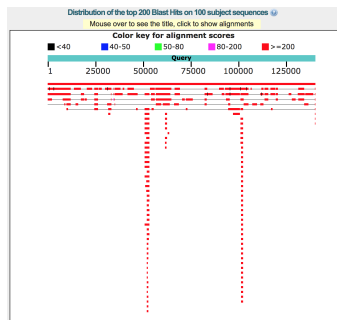 Distribution of the top 200 Blast Hits on 100 subject sequences
Mouse over to see the title, click to show alignments
Color key for alignment scores
<40 40-50 50-80 80-200 >=200
Query
1 25000 50000 75000 100000 125000